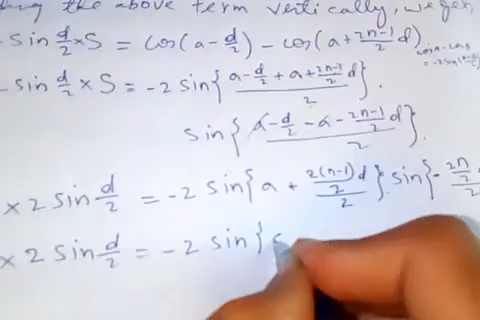 the above term vertically, we get,
sin d/2 × S = cos(a - d/2) - cos(a + 2n-1/2 d)
- sin d/2 × S = -2 sin{a - d/2 + a + 2n-1/2 d / 2}.
sin{a - d/2 - a - 2n-1/2 d / 2}.
× 2 sin d/2 = -2 sin{a + 2(n-1)/2 d / 2}. sin{- 2n/2
× 2 sin d/2 = -2 sin{